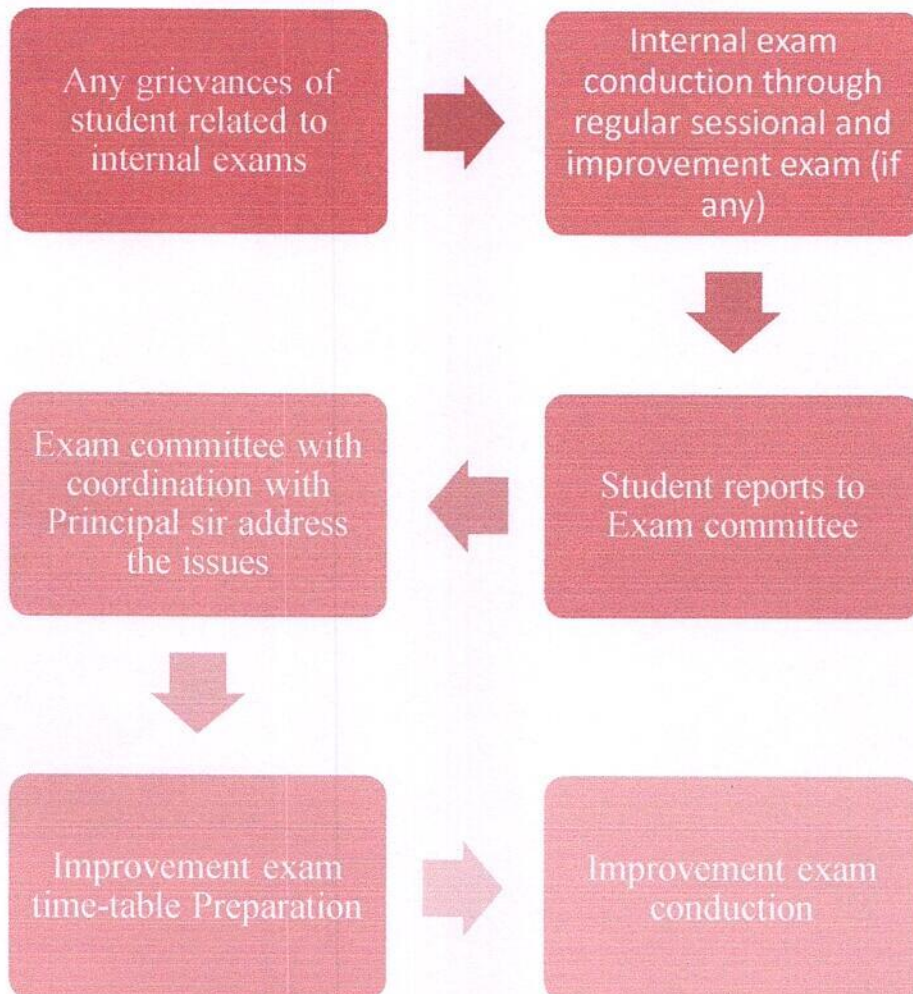 Any grievances of
student related to
internal exams
Internal exam
conduction through
regular sessional and
improvement exam (if
any)
Student reports to
Exam committee
Exam committee with
coordination with
Principal sir address
the issues
Improvement exam
time-table Preparation
Improvement exam
conduction